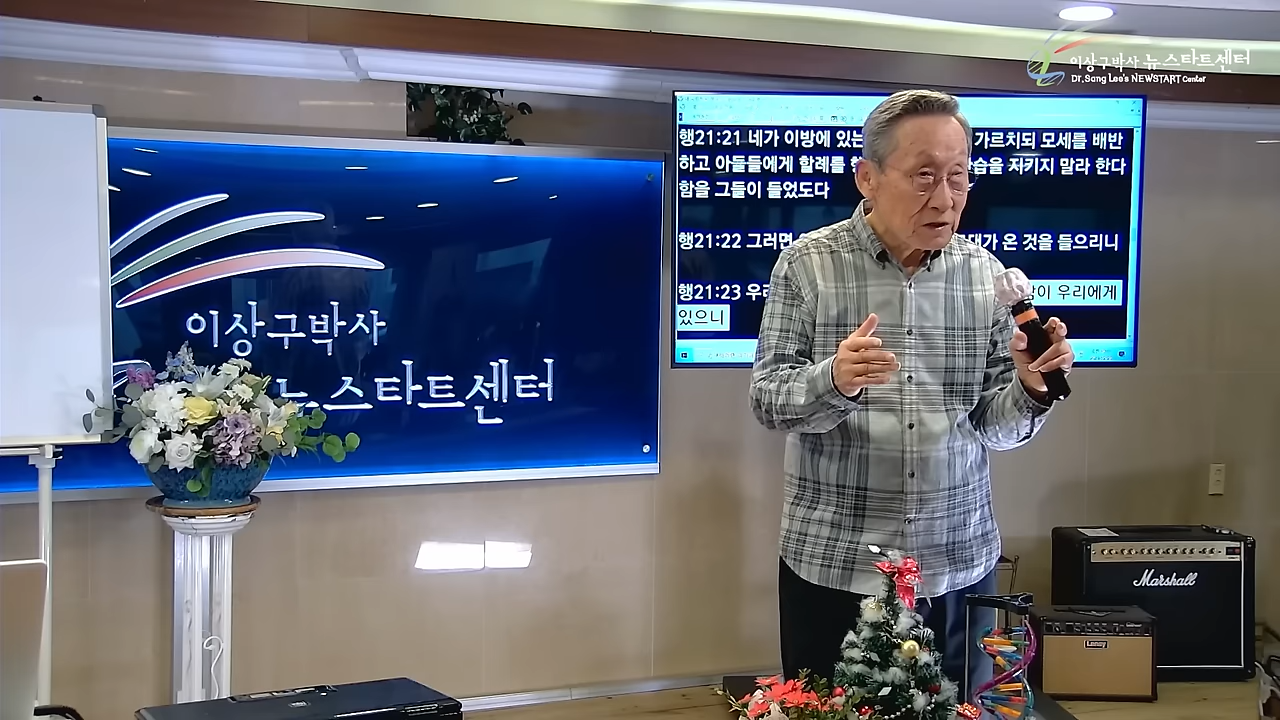 이상구박사 뉴스타트센터
Dr. Sang Lee's NEWSTART Center
행21:21 네가 이방에 있는 가르치되 모세를 배반
하고 아들들에게 할례를 습을 지키지 말라 한다
함을 그들이 들었도다
행21:22 그러면 대가 온 것을 들으리니
행21:23 우리 이 우리에게
있으니
이상구박사
뉴스타트센터
Marshall
Laney